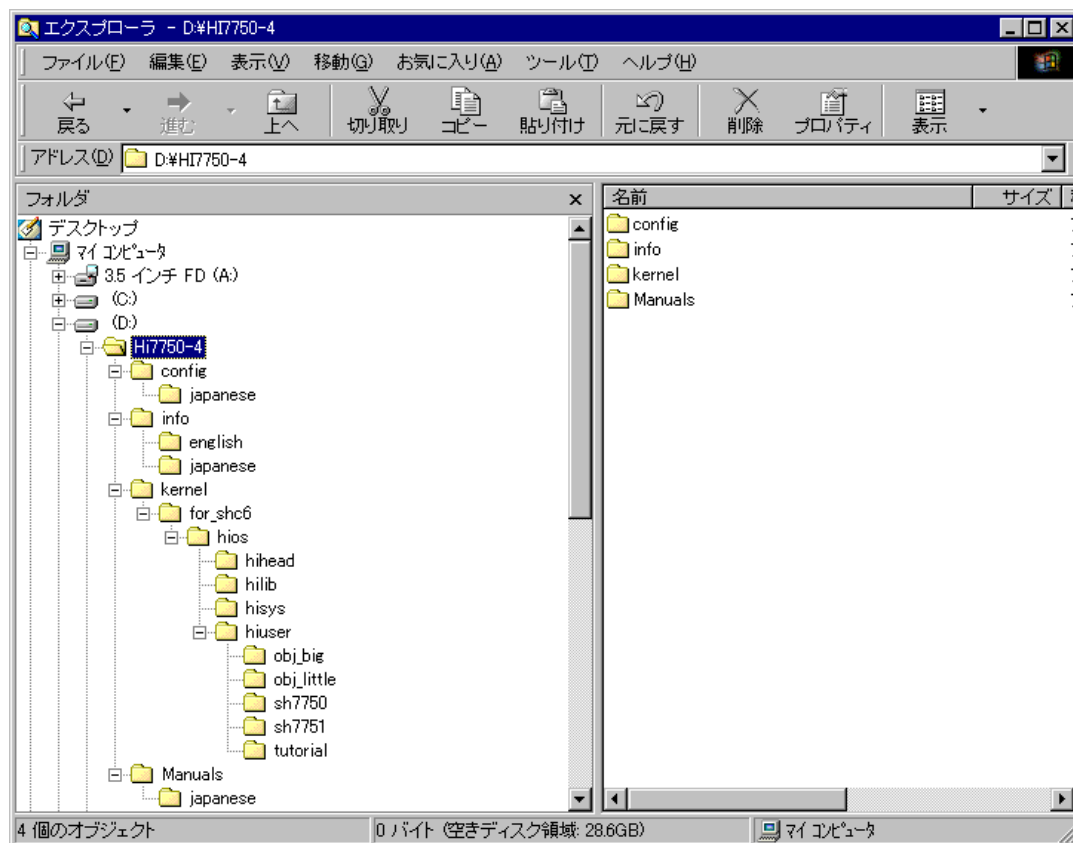 エクスプローラ - D:¥HI7750-4
ファイル(F) 編集(E) 表示(V) 移動(G) お気に入り(A) ツール(T) ヘルプ(H)
戻る 進む 上へ 切り取り コピー 貼り付け 元に戻す 削除 プロパティ 表示
アドレス(D) D:¥HI7750-4
フォルダ
デスクトップ
マイ コンピュータ
3.5 インチ FD (A:)
(C:)
(D:)
Hi7750-4
config
japanese
info
english
japanese
kernel
for_shc6
hios
hihead
hilib
hisys
hiuser
obj_big
obj_little
sh7750
sh7751
tutorial
Manuals
japanese
名前 サイズ
config
info
kernel
Manuals
4 個のオブジェクト 0 バイト (空きディスク領域: 28.6GB) マイ コンピュータ